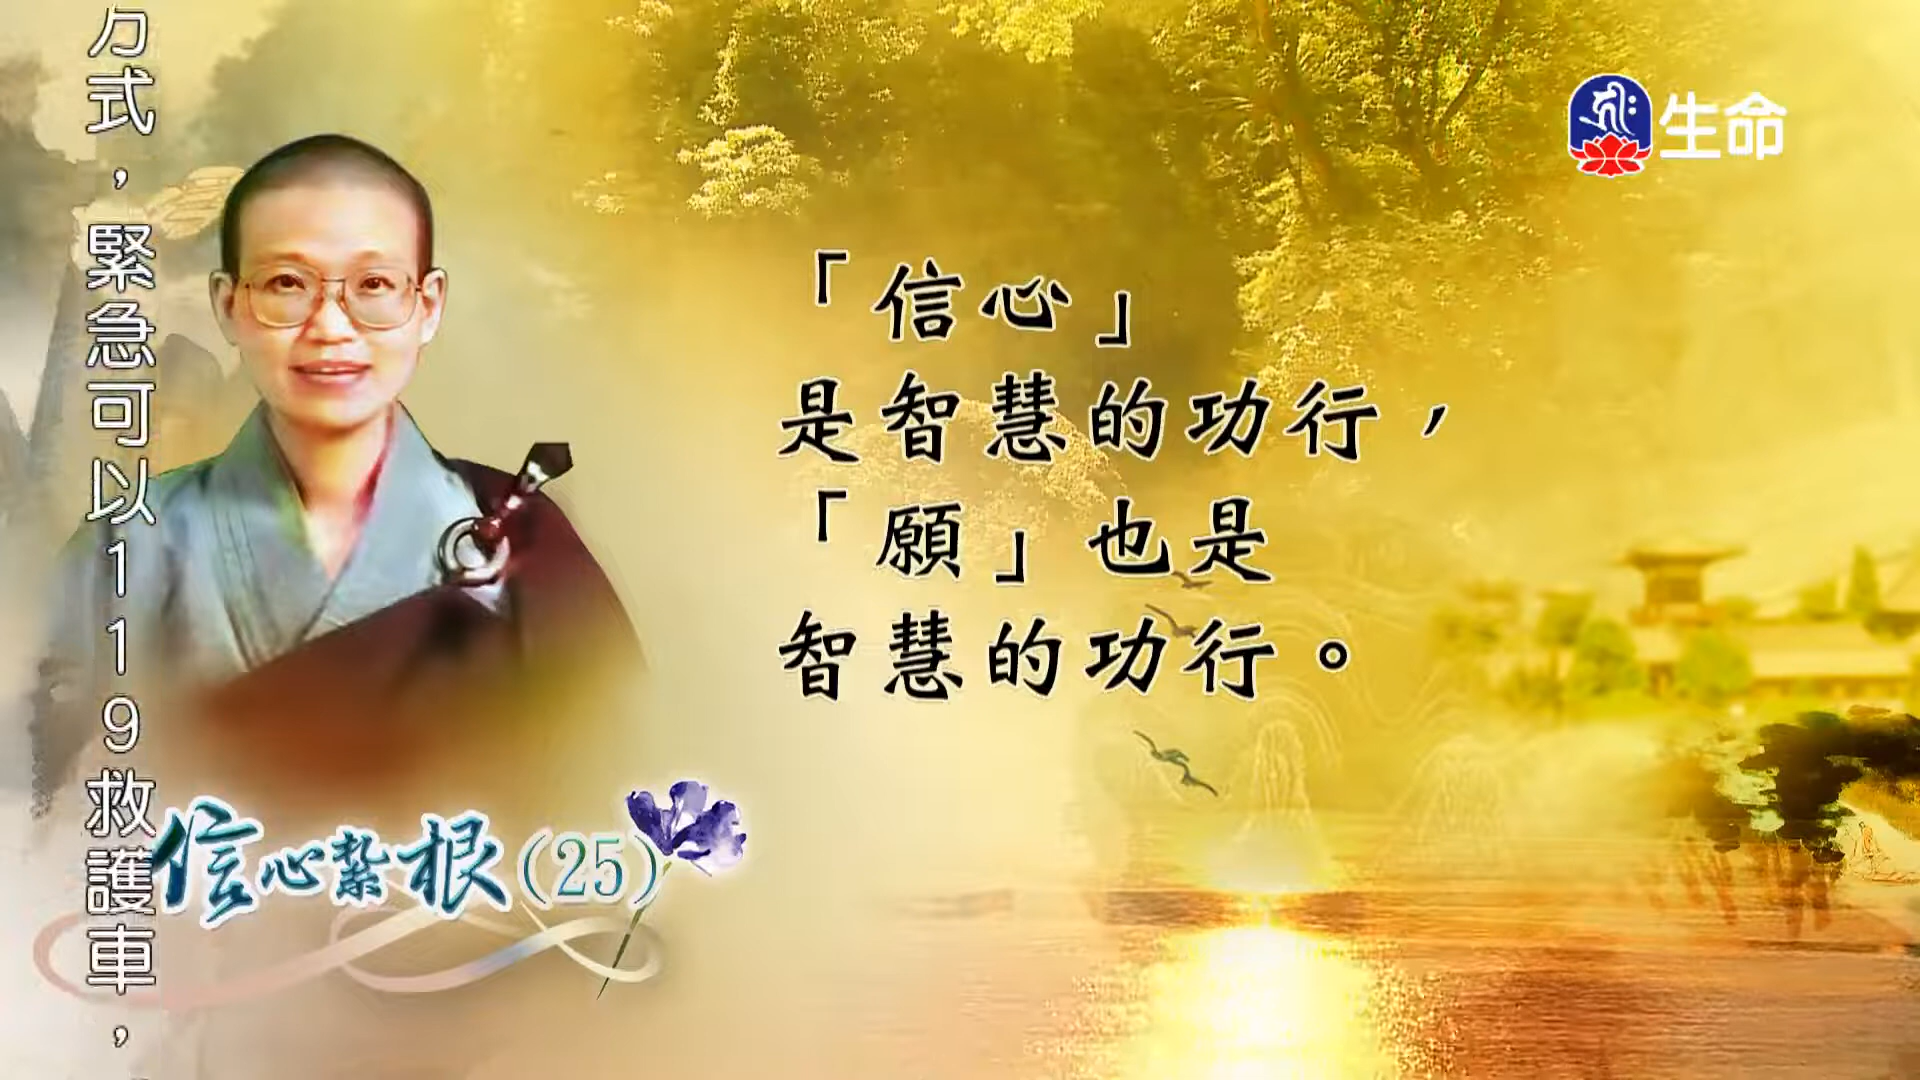 方式，緊急可以119救護車，
生命
「信心」
是智慧的功行，
「願」也是
智慧的功行。
信心紮根(25)